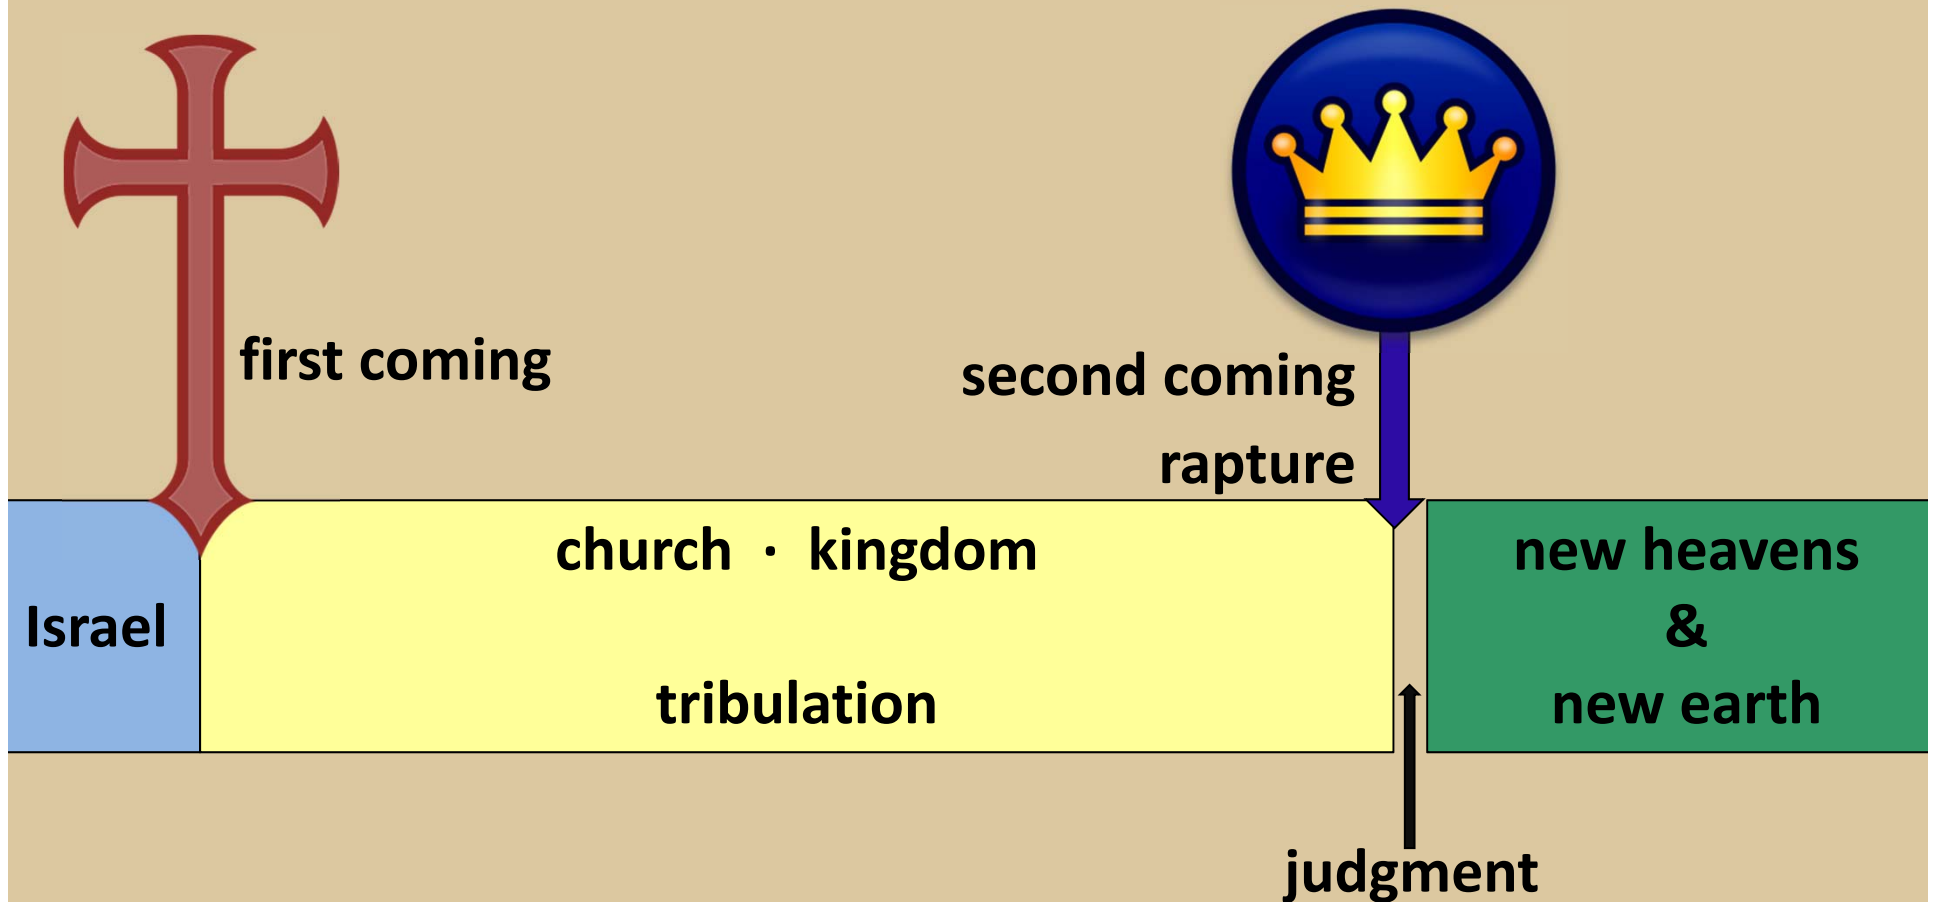 first coming
second coming
rapture
Israel
church · kingdom
tribulation
new heavens
&
new earth
judgment